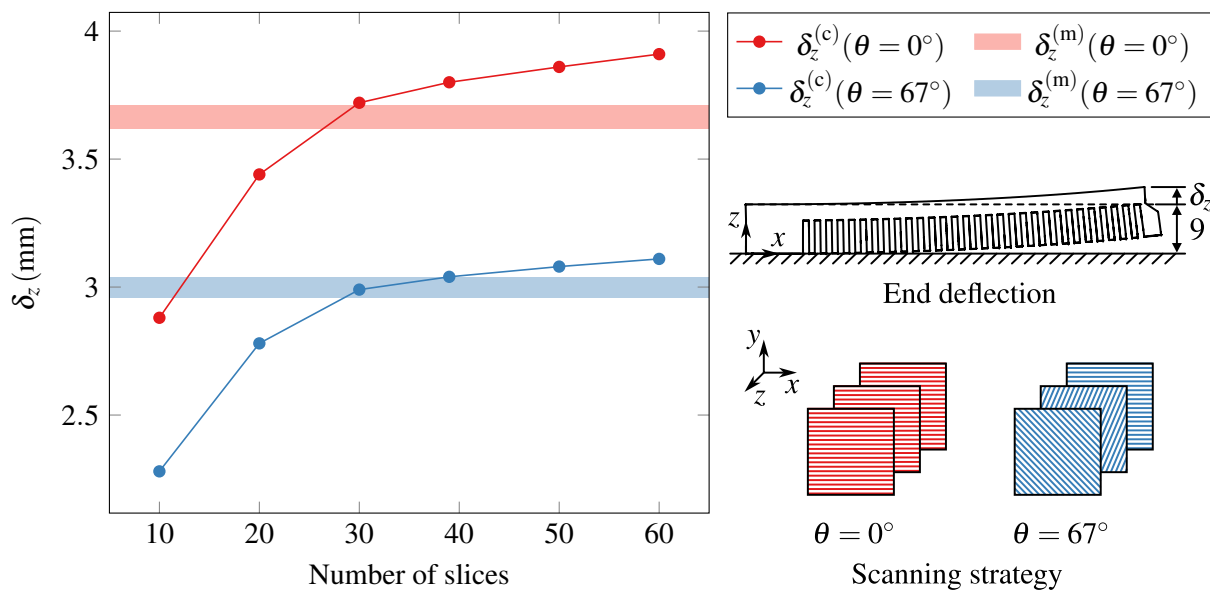 4
3.5
3
2.5
δz (mm)
10 20 30 40 50 60
Number of slices
δz(c)(θ = 0°) δz(m)(θ = 0°)
δz(c)(θ = 67°) δz(m)(θ = 67°)
z
x
δz
9
End deflection
y
x
z
θ = 0° θ = 67°
Scanning strategy